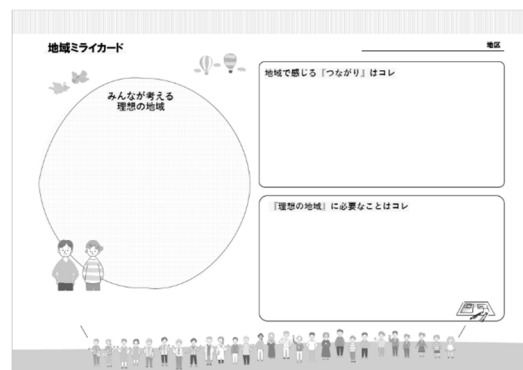 地域ミライカード
地区
みんなが考える
理想の地域
地域で感じる『つながり』はコレ
『理想の地域』に必要なことはコレ